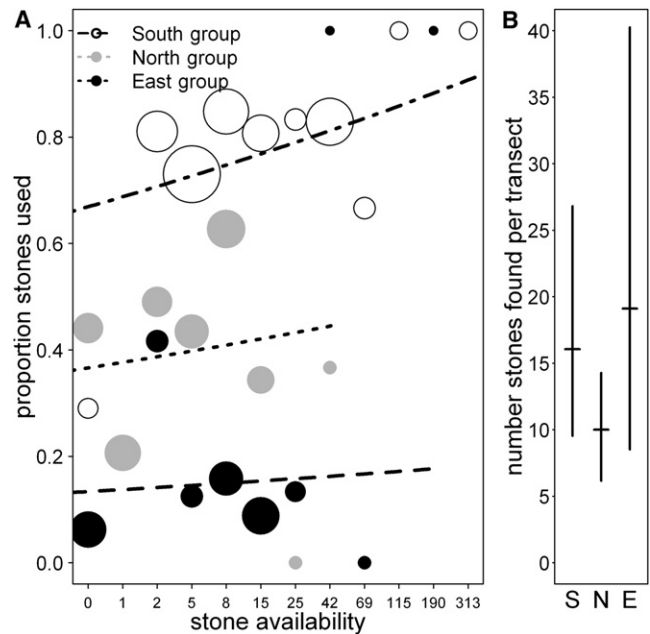 A
South group
North group
East group
proportion stones used
1.0
0.8
0.6
0.4
0.2
0.0
0 1 2 5 8 15 25 42 69 115 190 313
stone availability
B
number stones found per transect
40
35
30
25
20
15
10
5
0
S N E